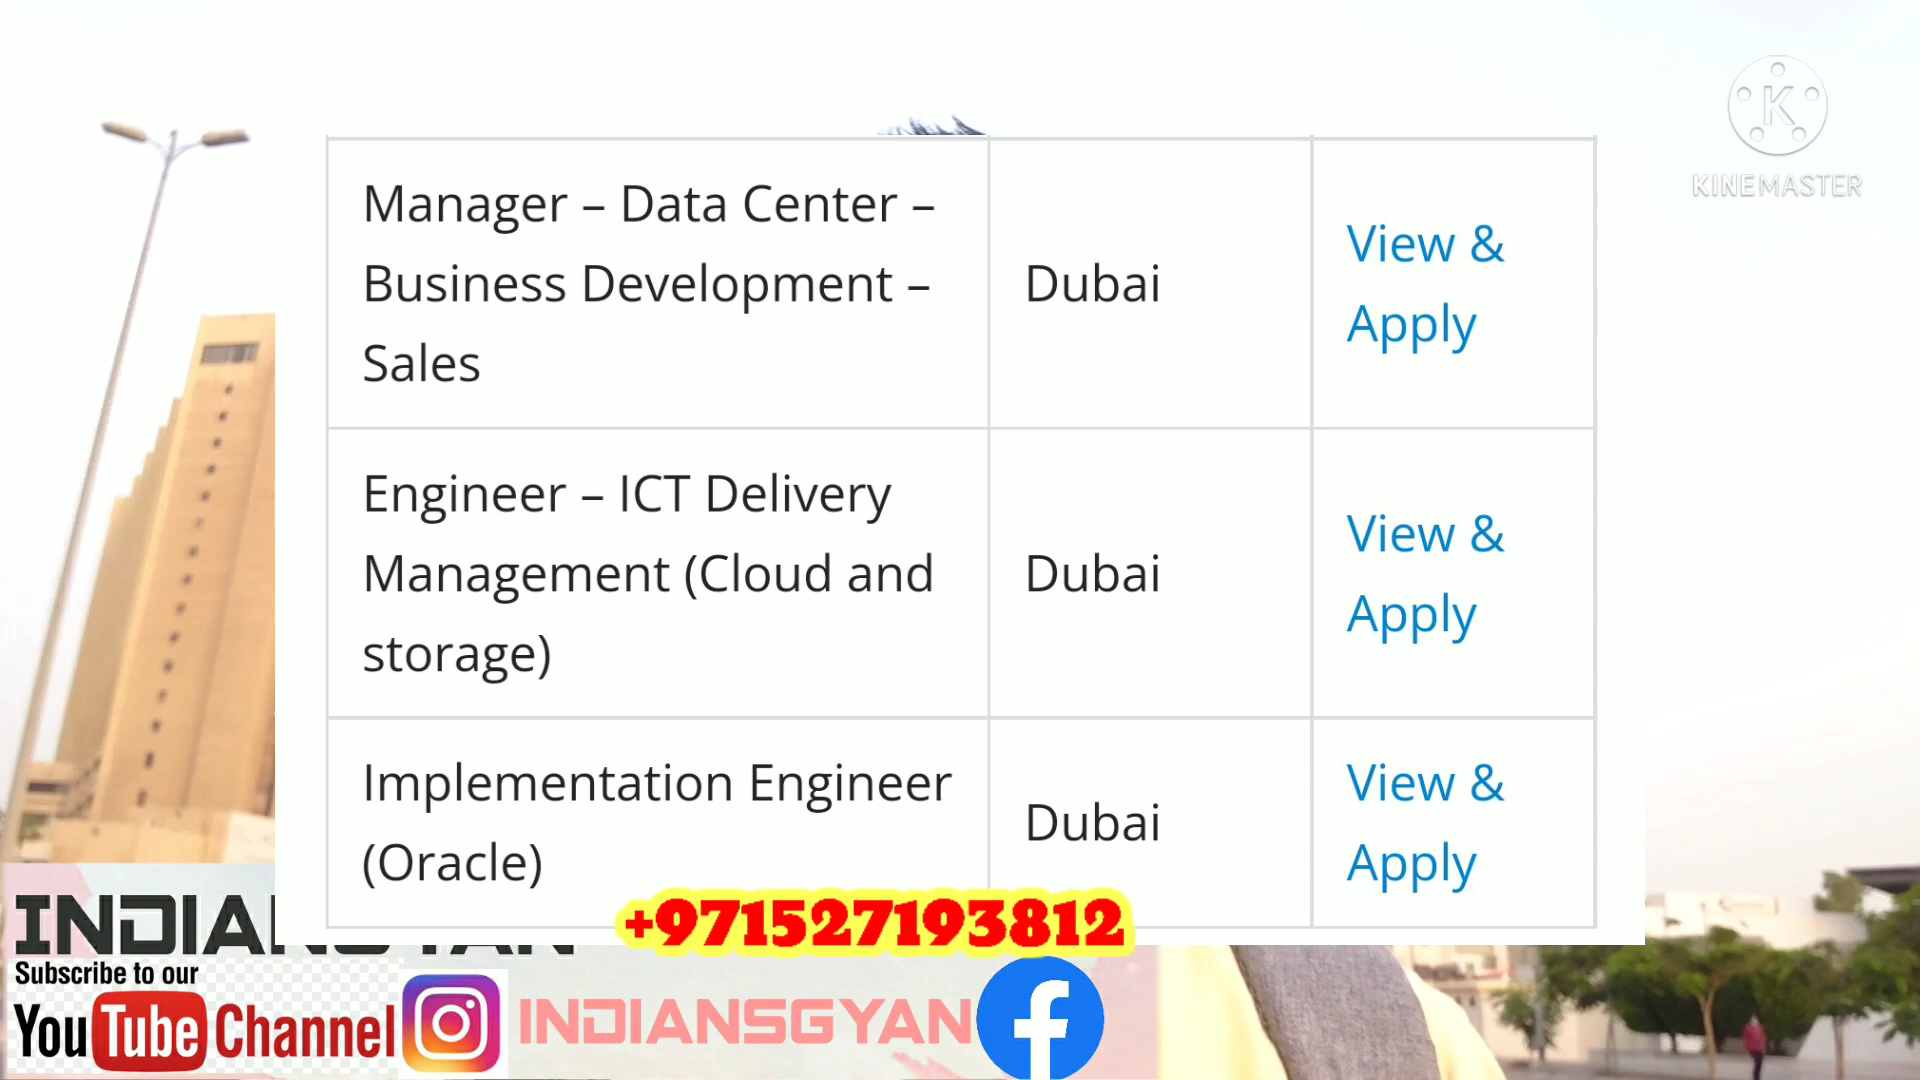 K
KINEMASTER
Manager – Data Center –
Business Development –
Sales
Dubai
View &
Apply
Engineer – ICT Delivery
Management (Cloud and
storage)
Dubai
View &
Apply
Implementation Engineer
(Oracle)
Dubai
View &
Apply
+971527193812
INDIANSGYAN
Subscribe to our
YouTube Channel
INDIANSGYAN
f